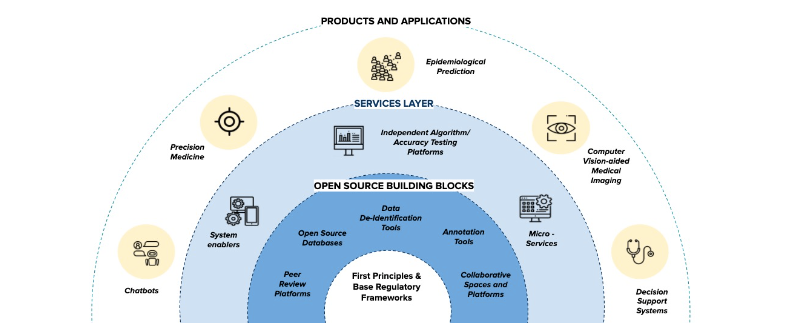 PRODUCTS AND APPLICATIONS
Epidemiological
Prediction
SERVICES LAYER
Precision
Medicine
Independent Algorithm/
Accuracy Testing
Platforms
Computer
Vision-aided
Medical
Imaging
OPEN SOURCE BUILDING BLOCKS
System
enablers
Open Source
Databases
Data
De-Identification
Tools
Annotation
Tools
Micro -
Services
Chatbots
Peer
Review
Platforms
First Principles &
Base Regulatory
Frameworks
Collaborative
Spaces and
Platforms
Decision
Support
Systems